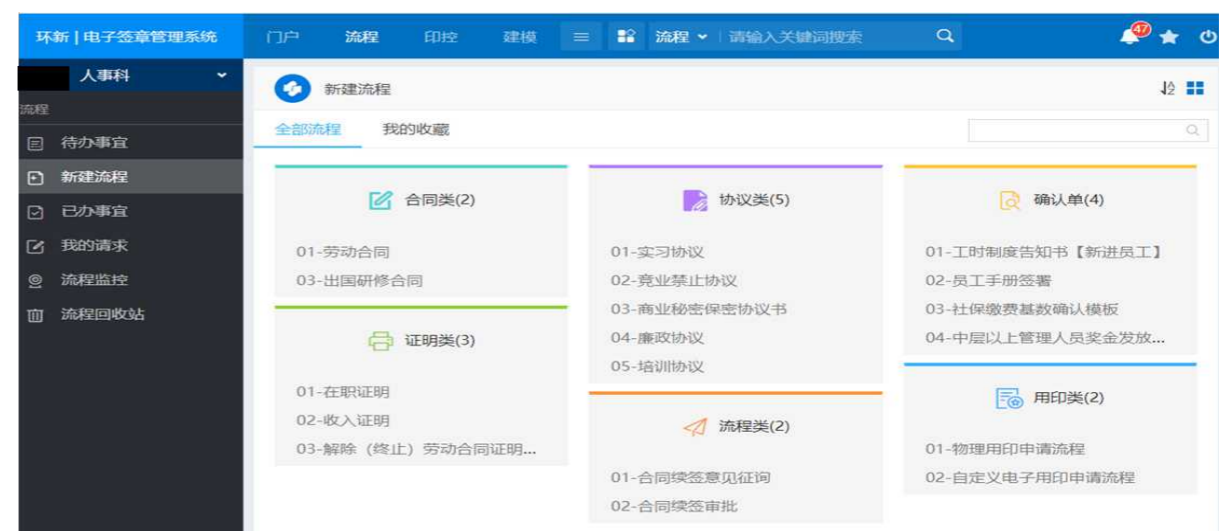 环新 | 电子签章管理系统 门户 流程 印控 建模 流程 请输入关键词搜索 47
人事科
流程
待办事宜
新建流程
已办事宜
我的请求
流程监控
流程回收站
新建流程
全部流程 我的收藏
合同类(2)
01-劳动合同
03-出国研修合同
证明类(3)
01-在职证明
02-收入证明
03-解除（终止）劳动合同证明...
协议类(5)
01-实习协议
02-竞业禁止协议
03-商业秘密保密协议书
04-廉政协议
05-培训协议
流程类(2)
01-合同续签意见征询
02-合同续签审批
确认单(4)
01-工时制度告知书【新进员工】
02-员工手册签署
03-社保缴费基数确认模板
04-中层以上管理人员奖金发放...
用印类(2)
01-物理用印申请流程
02-自定义电子用印申请流程